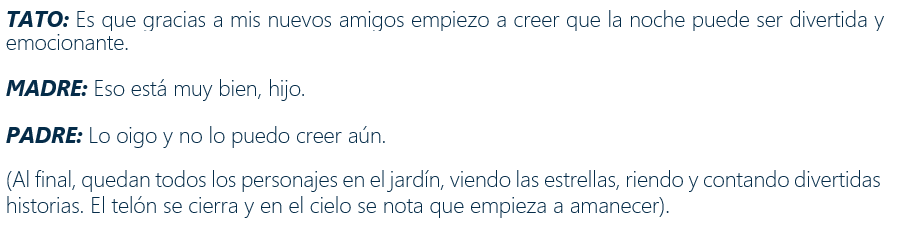 TATO: Es que gracias a mis nuevos amigos empiezo a creer que la noche puede ser divertida y
emocionante.
MADRE: Eso está muy bien, hijo.
PADRE: Lo oigo y no lo puedo creer aún.
(Al final, quedan todos los personajes en el jardín, viendo las estrellas, riendo y contando divertidas
historias. El telón se cierra y en el cielo se nota que empieza a amanecer).